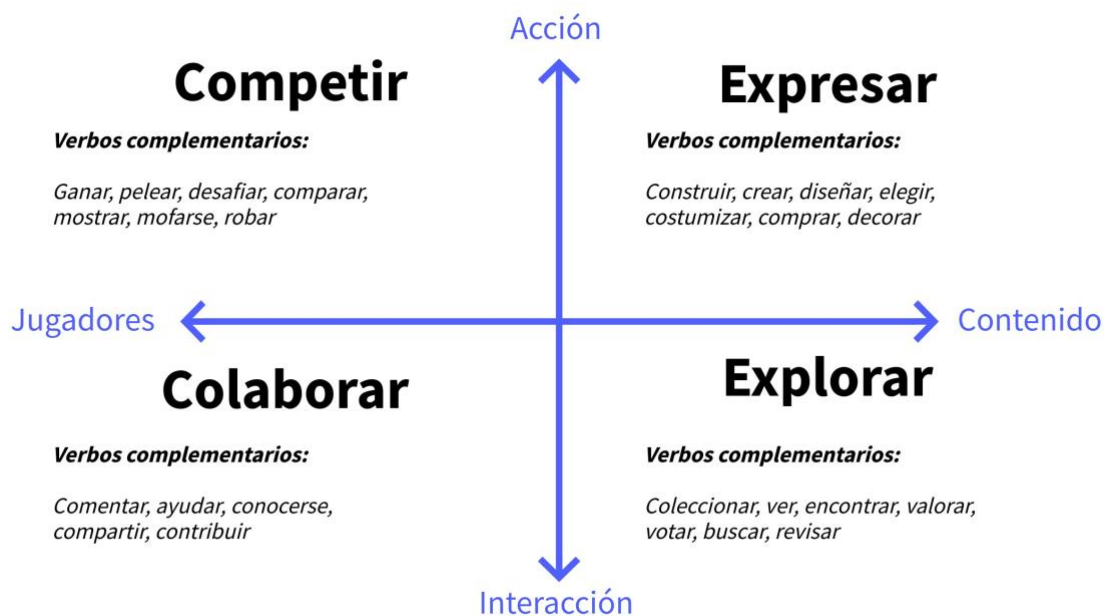 Acción
Competir
Verbos complementarios:
Ganar, pelear, desafiar, comparar,
mostrar, mofarse, robar
Expresar
Verbos complementarios:
Construir, crear, diseñar, elegir,
costumizar, comprar, decorar
Jugadores
Contenido
Colaborar
Verbos complementarios:
Comentar, ayudar, conocerse,
compartir, contribuir
Explorar
Verbos complementarios:
Coleccionar, ver, encontrar, valorar,
votar, buscar, revisar
Interacción